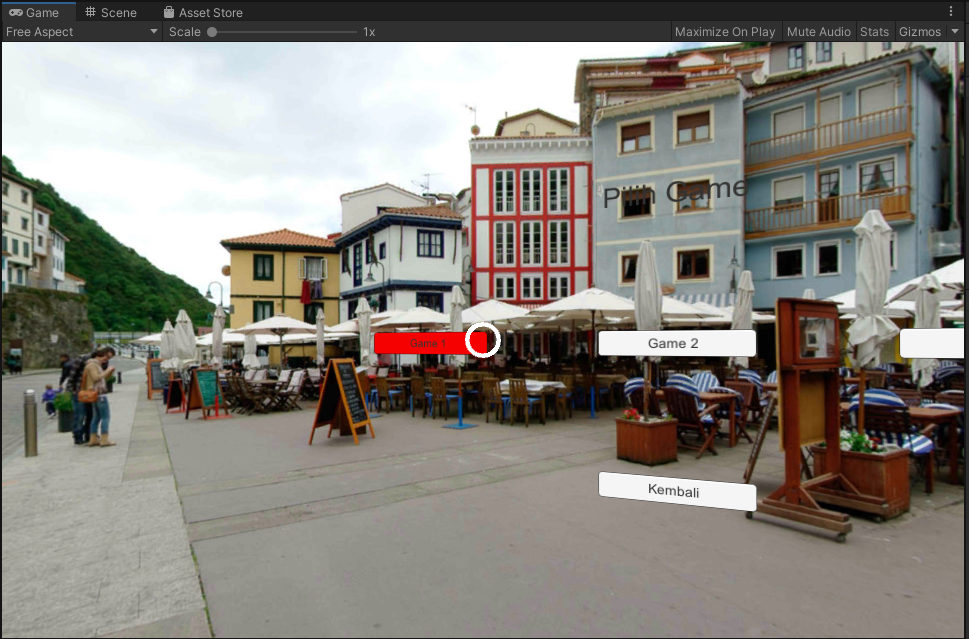 Game
Scene
Asset Store
Free Aspect
Scale
1x
Maximize On Play
Mute Audio
Stats
Gizmos
Pilih Game
Game 1
Game 2
Kembali